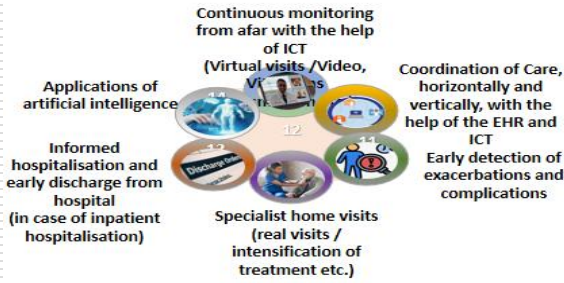 Continuous monitoring
from afar with the help
of ICT
(Virtual visits /Video,
Applications of
artificial intelligence
Coordination of Care,
horizontally and
vertically, with the
help of the EHR and
ICT
12
Informed
hospitalisation and
early discharge from
hospital
(in case of inpatient
hospitalisation)
Discharge Orders
Early detection of
exacerbations and
complications
Specialist home visits
(real visits /
intensification of
treatment etc.)